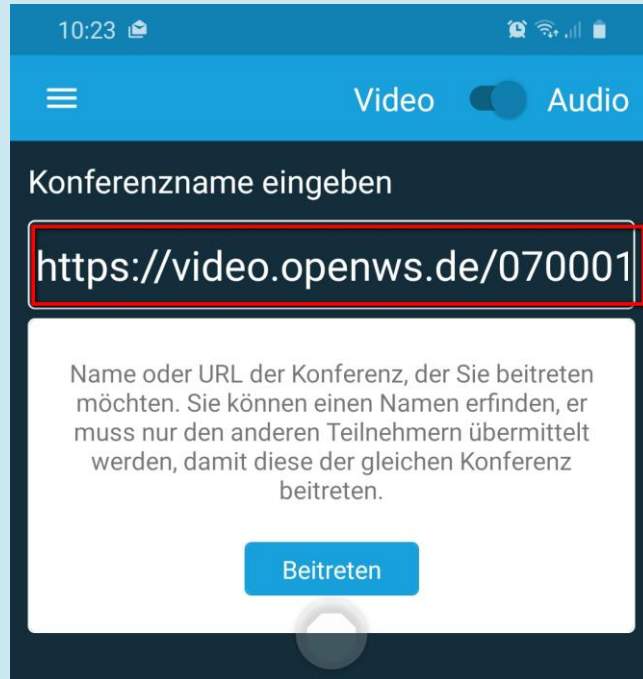 10:23
Video Audio
Konferenzname eingeben
https://video.openws.de/070001
Name oder URL der Konferenz, der Sie beitreten
möchten. Sie können einen Namen erfinden, er
muss nur den anderen Teilnehmern übermittelt
werden, damit diese der gleichen Konferenz
beitreten.
Beitreten